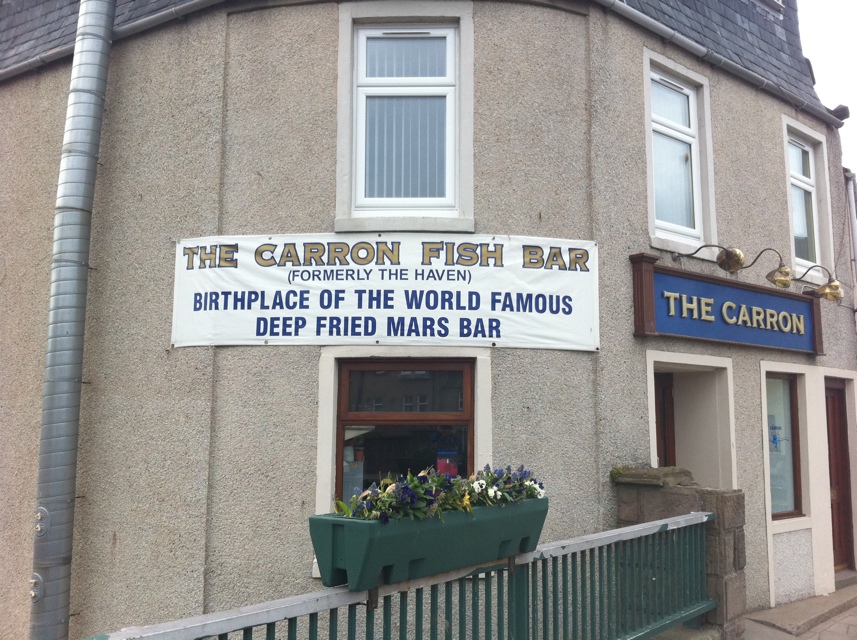 THE CARRON FISH BAR
(FORMERLY THE HAVEN)
BIRTHPLACE OF THE WORLD FAMOUS
DEEP FRIED MARS BAR
THE CARRON